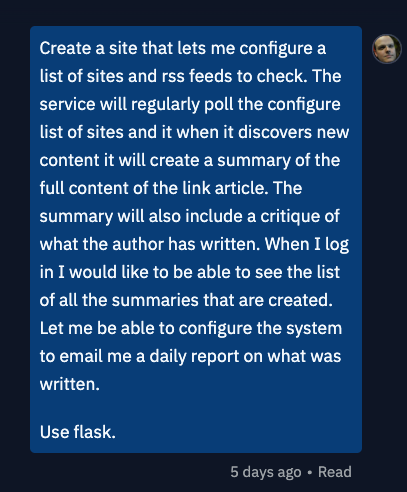 Create a site that lets me configure a
list of sites and rss feeds to check. The
service will regularly poll the configure
list of sites and it when it discovers new
content it will create a summary of the
full content of the link article. The
summary will also include a critique of
what the author has written. When I log
in I would like to be able to see the list
of all the summaries that are created.
Let me be able to configure the system
to email me a daily report on what was
written.
Use flask.
5 days ago • Read